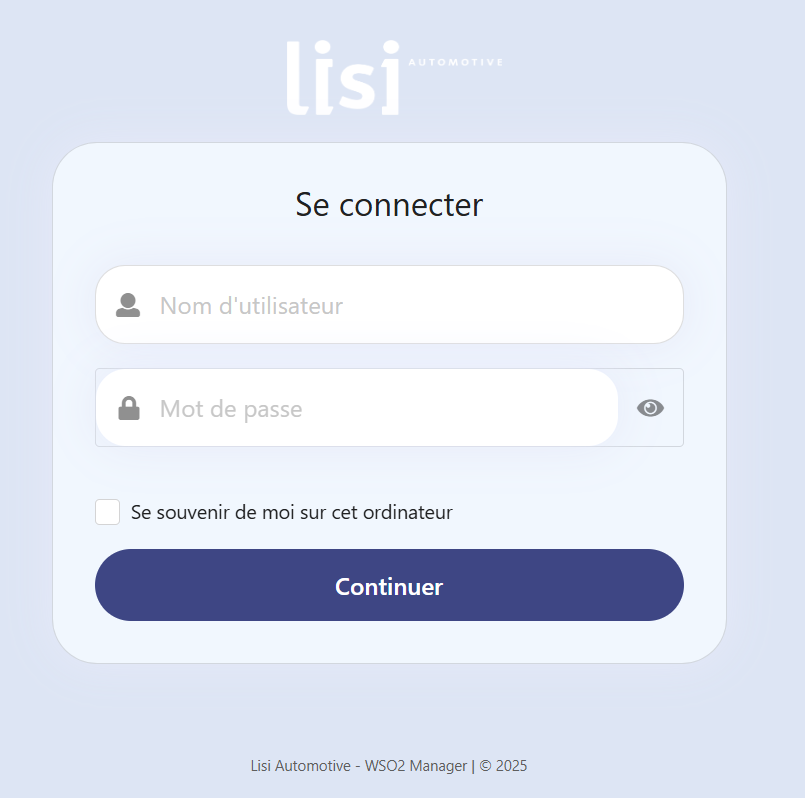 lisi AUTOMOTIVE
Se connecter
Nom d'utilisateur
Mot de passe
Se souvenir de moi sur cet ordinateur
Continuer
Lisi Automotive - WSO2 Manager | © 2025